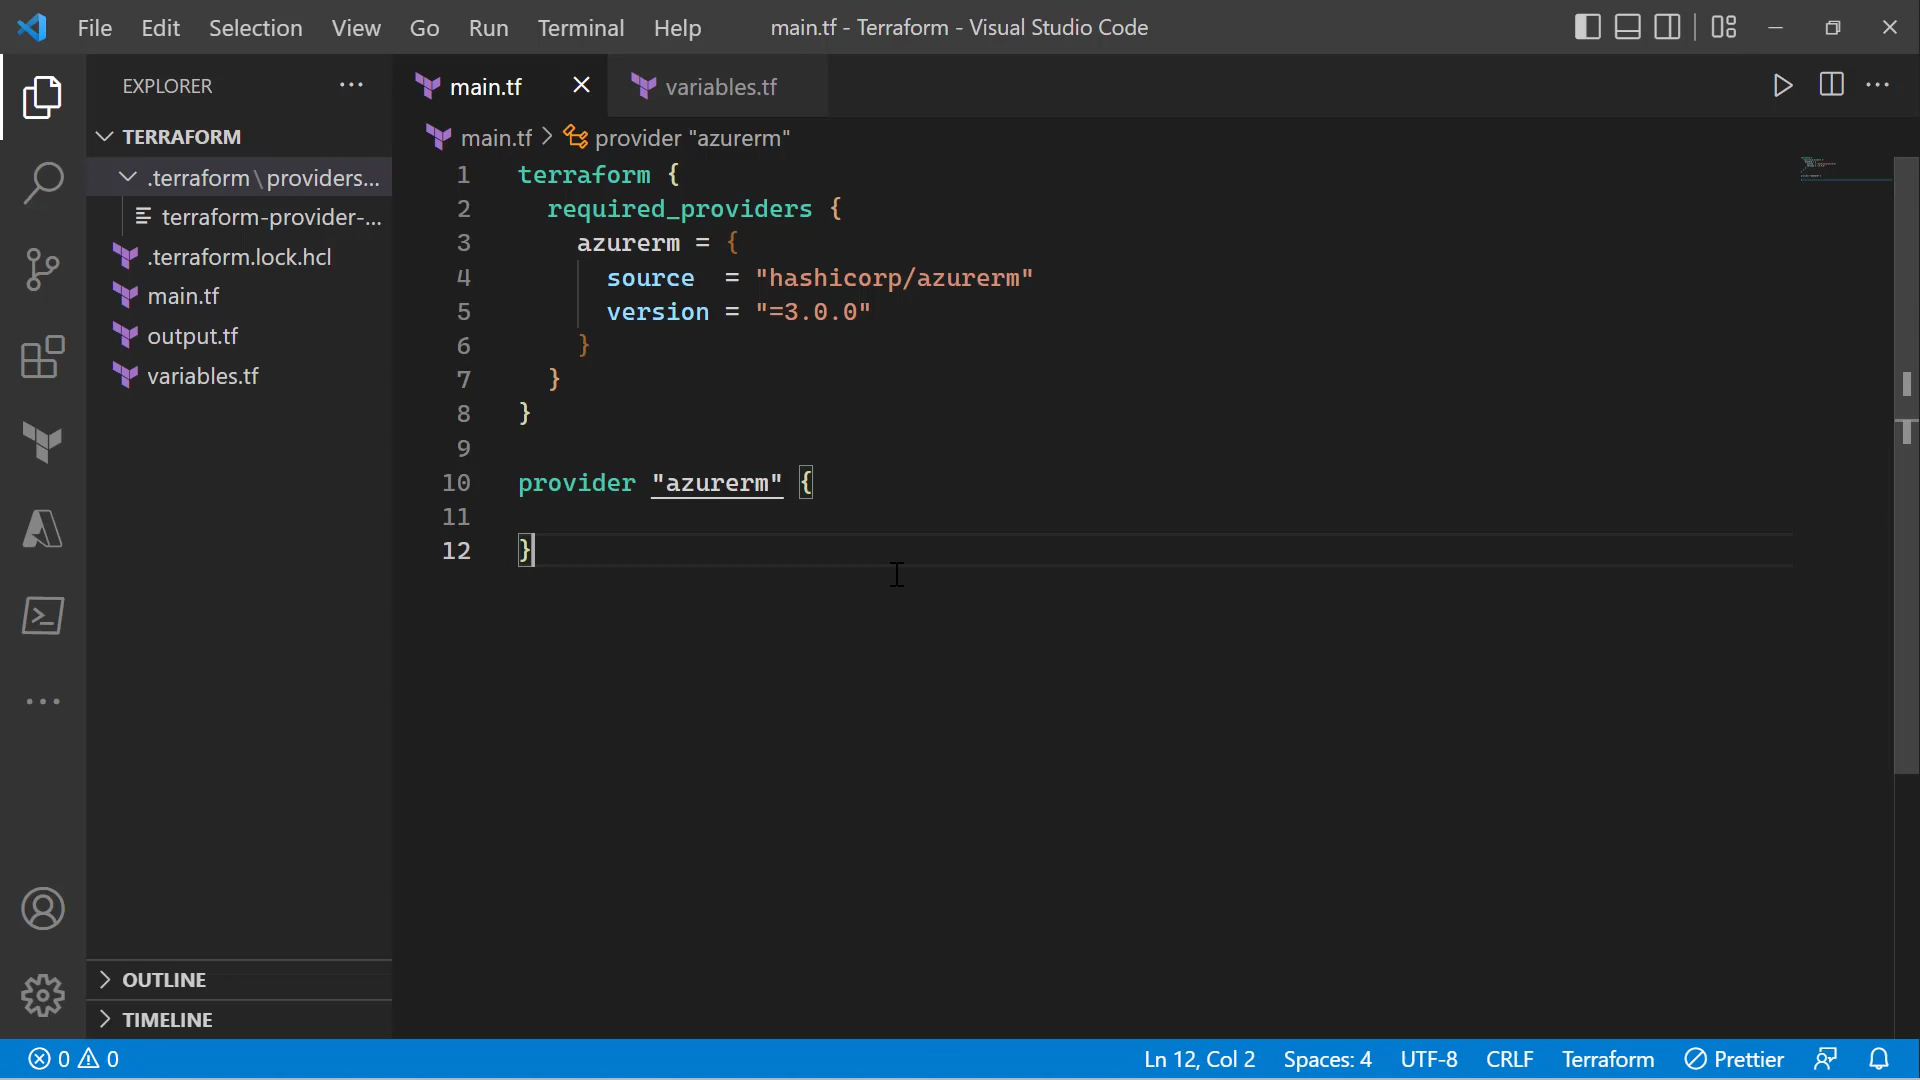 File Edit Selection View Go Run Terminal Help
main.tf - Terraform - Visual Studio Code
EXPLORER
TERRAFORM
.terraform\providers...
terraform-provider-...
.terraform.lock.hcl
main.tf
output.tf
variables.tf
OUTLINE
TIMELINE
main.tf
variables.tf
main.tf > provider "azurerm"
1 terraform {
2 required_providers {
3 azurerm = {
4 source = "hashicorp/azurerm"
5 version = "=3.0.0"
6 }
7 }
8 }
9
10 provider "azurerm" {
11
12 }
0 0
Ln 12, Col 2 Spaces: 4 UTF-8 CRLF Terraform Prettier